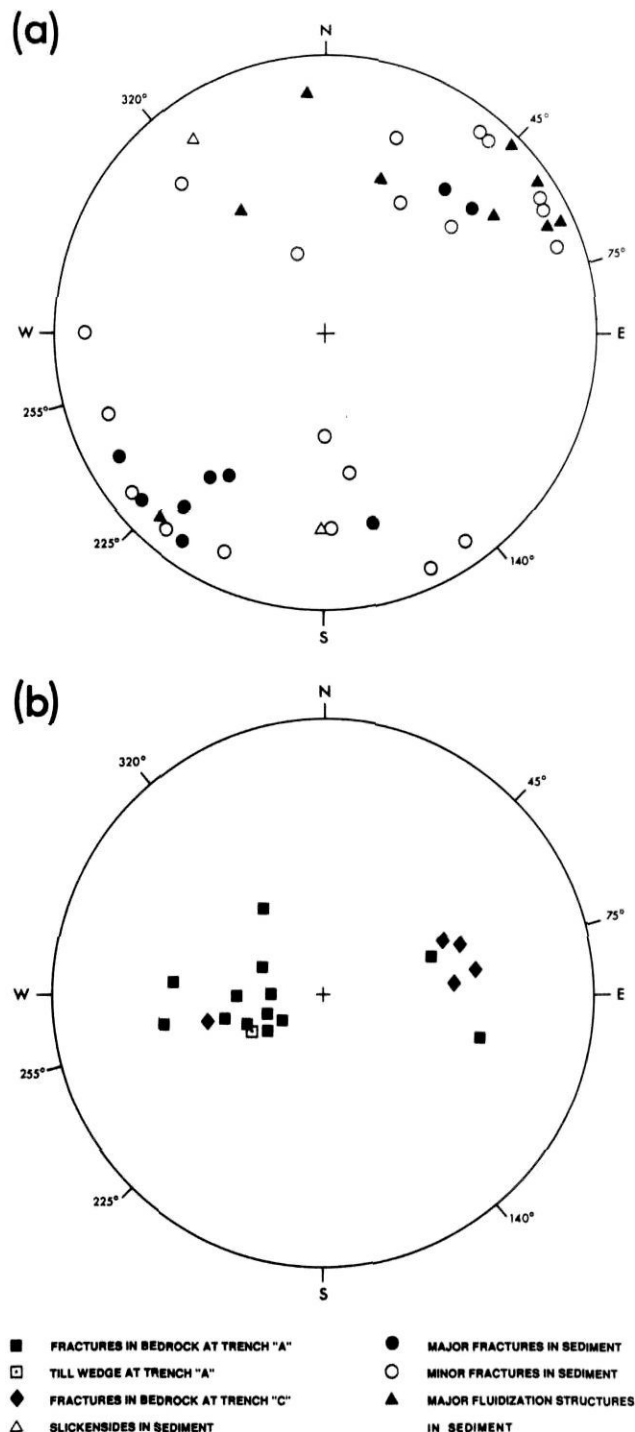 (a)
N
320°
45°
75°
W
E
255°
225°
140°
S
(b)
N
320°
45°
75°
W
E
255°
225°
140°
S
FRACTURES IN BEDROCK AT TRENCH "A"
TILL WEDGE AT TRENCH "A"
FRACTURES IN BEDROCK AT TRENCH "C"
SLICKENSIDES IN SEDIMENT
MAJOR FRACTURES IN SEDIMENT
MINOR FRACTURES IN SEDIMENT
MAJOR FLUIDIZATION STRUCTURES
IN SEDIMENT